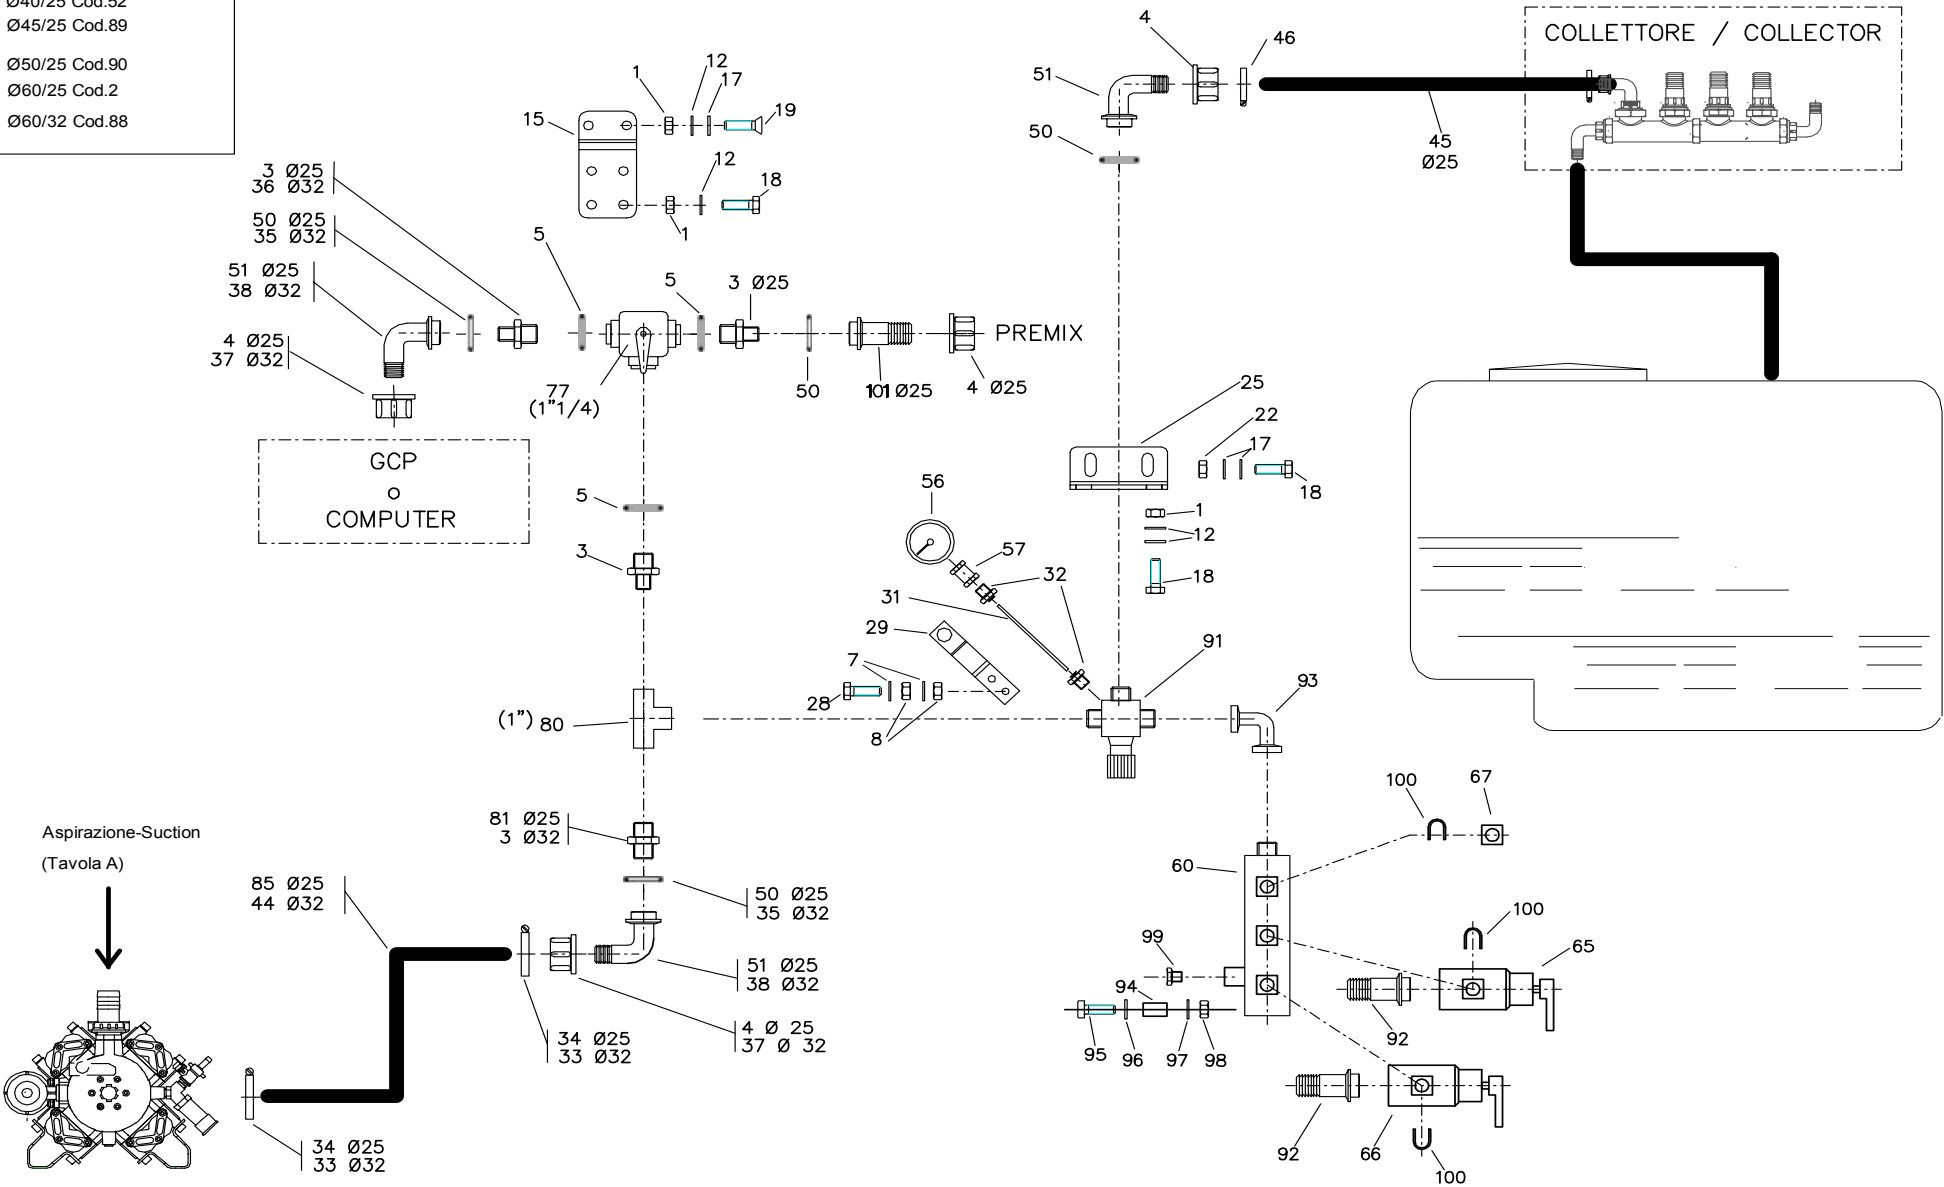 Ø40/25 Cod.52
Ø45/25 Cod.89
Ø50/25 Cod.90
Ø60/25 Cod.2
Ø60/32 Cod.88
1
12
17
15
19
12
18
1
3 Ø25
36 Ø32
50 Ø25
35 Ø32
51 Ø25
38 Ø32
4 Ø25
37 Ø32
5
5
3 Ø25
PREMIX
77
(1"1/4)
50
101 Ø25
4 Ø25
GCP
o
COMPUTER
5
3
4
46
51
50
45
Ø25
COLLETTORE / COLLECTOR
25
22
17
18
1
12
18
56
57
32
31
29
7
28
8
91
93
(1") 80
81 Ø25
3 Ø32
50 Ø25
35 Ø32
51 Ø25
38 Ø32
4 Ø 25
37 Ø 32
34 Ø25
33 Ø32
85 Ø25
44 Ø32
Aspirazione-Suction
(Tavola A)
34 Ø25
33 Ø32
100
67
60
100
65
99
94
92
95
96
97
98
92
66
100